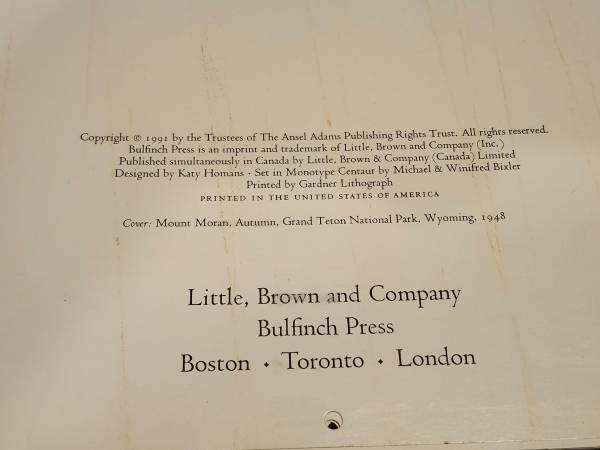 Copyright © 1991 by the Trustees of The Ansel Adams Publishing Rights Trust. All rights reserved.
Bulfinch Press is an imprint and trademark of Little, Brown and Company (Inc.)
Published simultaneously in Canada by Little, Brown & Company (Canada) Limited
Designed by Katy Homans · Set in Monotype Centaur by Michael & Winifred Bixler
Printed by Gardner Lithograph
PRINTED IN THE UNITED STATES OF AMERICA
Cover: Mount Moran, Autumn, Grand Teton National Park, Wyoming, 1948
Little, Brown and Company
Bulfinch Press
Boston · Toronto · London